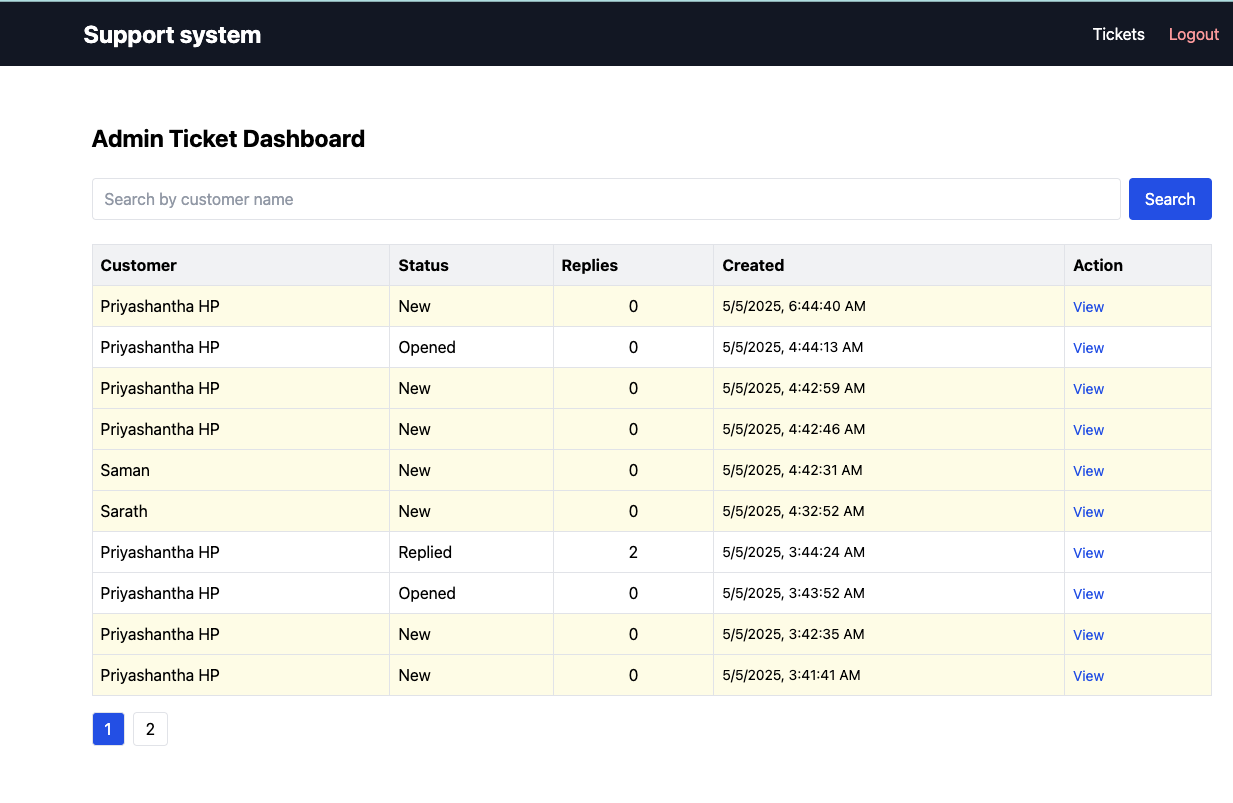 Support system Tickets Logout
Admin Ticket Dashboard
Search by customer name Search
Customer Status Replies Created Action
Priyashantha HP New 0 5/5/2025, 6:44:40 AM View
Priyashantha HP Opened 0 5/5/2025, 4:44:13 AM View
Priyashantha HP New 0 5/5/2025, 4:42:59 AM View
Priyashantha HP New 0 5/5/2025, 4:42:46 AM View
Saman New 0 5/5/2025, 4:42:31 AM View
Sarath New 0 5/5/2025, 4:32:52 AM View
Priyashantha HP Replied 2 5/5/2025, 3:44:24 AM View
Priyashantha HP Opened 0 5/5/2025, 3:43:52 AM View
Priyashantha HP New 0 5/5/2025, 3:42:35 AM View
Priyashantha HP New 0 5/5/2025, 3:41:41 AM View
1 2